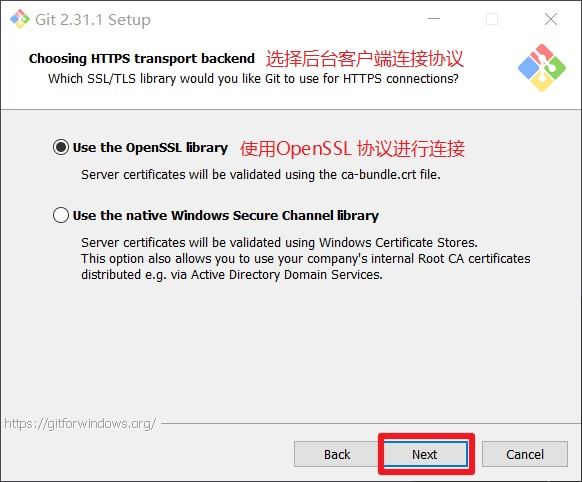 Git 2.31.1 Setup
Choosing HTTPS transport backend 选择后台客户端连接协议
Which SSL/TLS library would you like Git to use for HTTPS connections?
Use the OpenSSL library 使用OpenSSL 协议进行连接
Server certificates will be validated using the ca-bundle.crt file.
Use the native Windows Secure Channel library
Server certificates will be validated using Windows Certificate Stores.
This option also allows you to use your company's internal Root CA certificates
distributed e.g. via Active Directory Domain Services.
https://gitforwindows.org/
Back Next Cancel